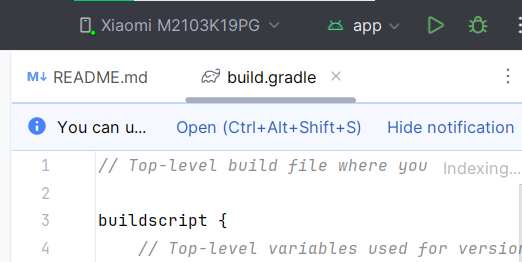 Xiaomi M2103K19PG app
M↓ README.md build.gradle
You can u... Open (Ctrl+Alt+Shift+S) Hide notification
1 // Top-level build file where you Indexing...
2
3 buildscript {
4 // Top-level variables used for version